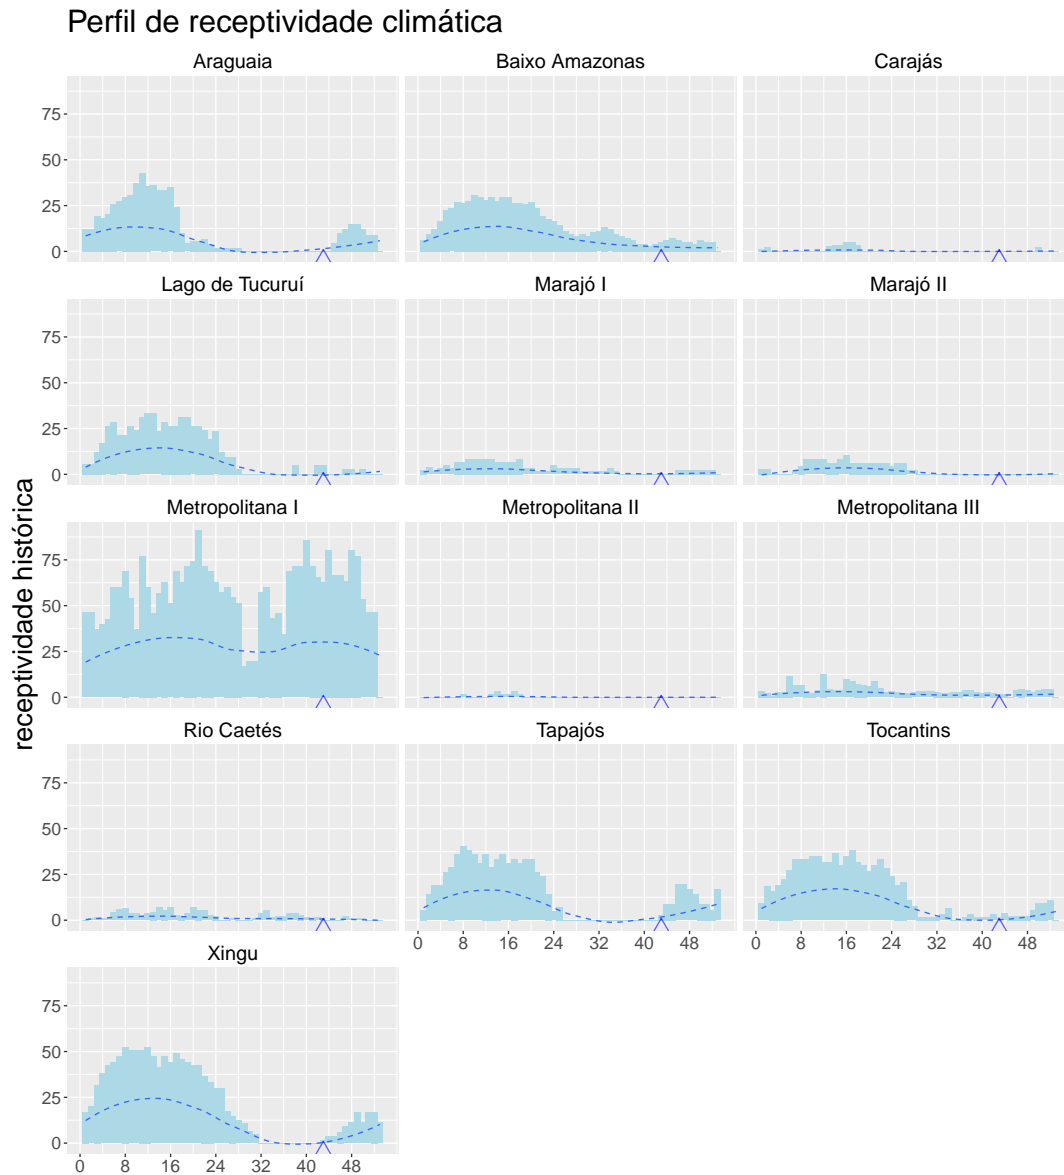 Perfil de receptividade climática
Araguaia
Baixo Amazonas
Carajás
75
50
25
0
Lago de Tucuruí
Marajó I
Marajó II
75
50
25
0
Metropolitana I
Metropolitana II
Metropolitana III
75
50
25
0
receptividade histórica
Rio Caetés
Tapajós
Tocantins
75
50
25
0
0 8 16 24 32 40 48
0 8 16 24 32 40 48
Xingu
75
50
25
0
0 8 16 24 32 40 48